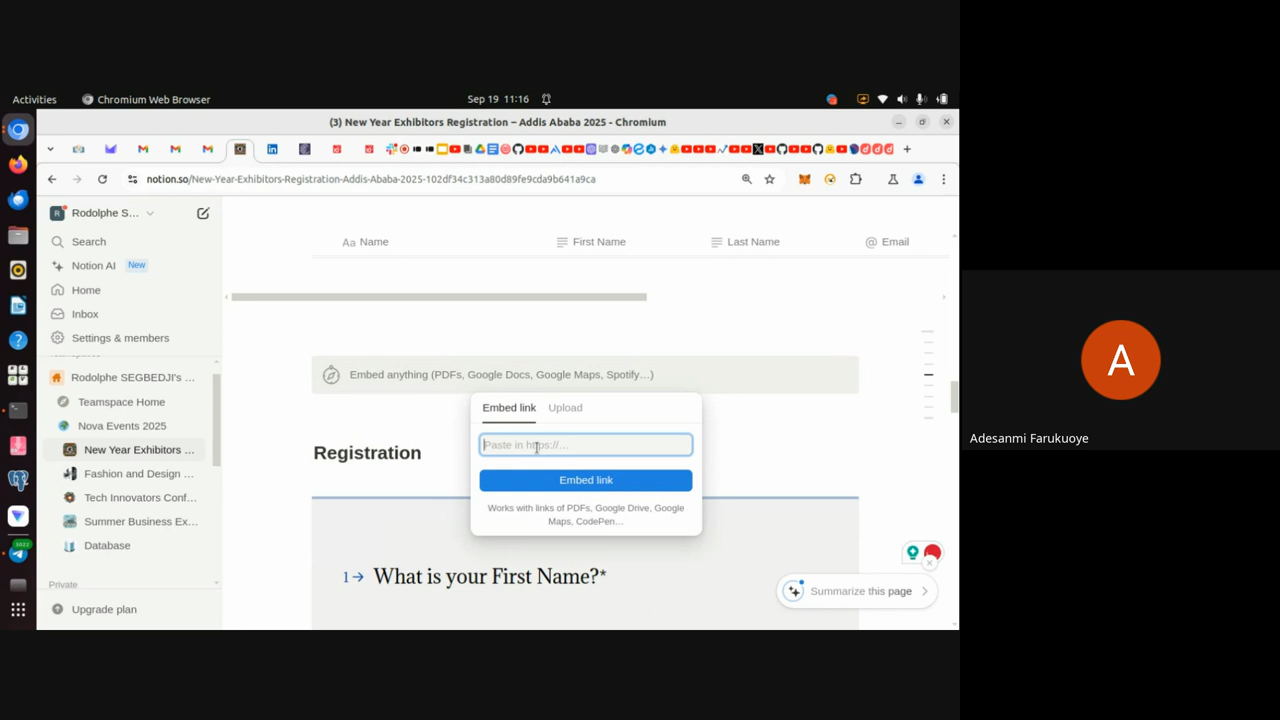 Activities
Chromium Web Browser
Sep 19 11:16
(3) New Year Exhibitors Registration – Addis Ababa 2025 - Chromium
notion.so/New-Year-Exhibitors-Registration-Addis-Ababa-2025-102df34c313a80d89fe9cda9b641a9ca
R Rodolphe S...
Search
Notion AI New
Home
Inbox
Settings & members
Rodolphe SEGBEDJI's ...
Teamspace Home
Nova Events 2025
New Year Exhibitors ...
Fashion and Design ...
Tech Innovators Conf...
Summer Business Ex...
Database
Private
Upgrade plan
Aa Name
First Name
Last Name
@ Email
Embed anything (PDFs, Google Docs, Google Maps, Spotify…)
Embed link
Upload
Paste in https://…
Embed link
Works with links of PDFs, Google Drive, Google
Maps, CodePen…
Registration
1→ What is your First Name?*
Summarize this page
A
Adesanmi Farukuoye